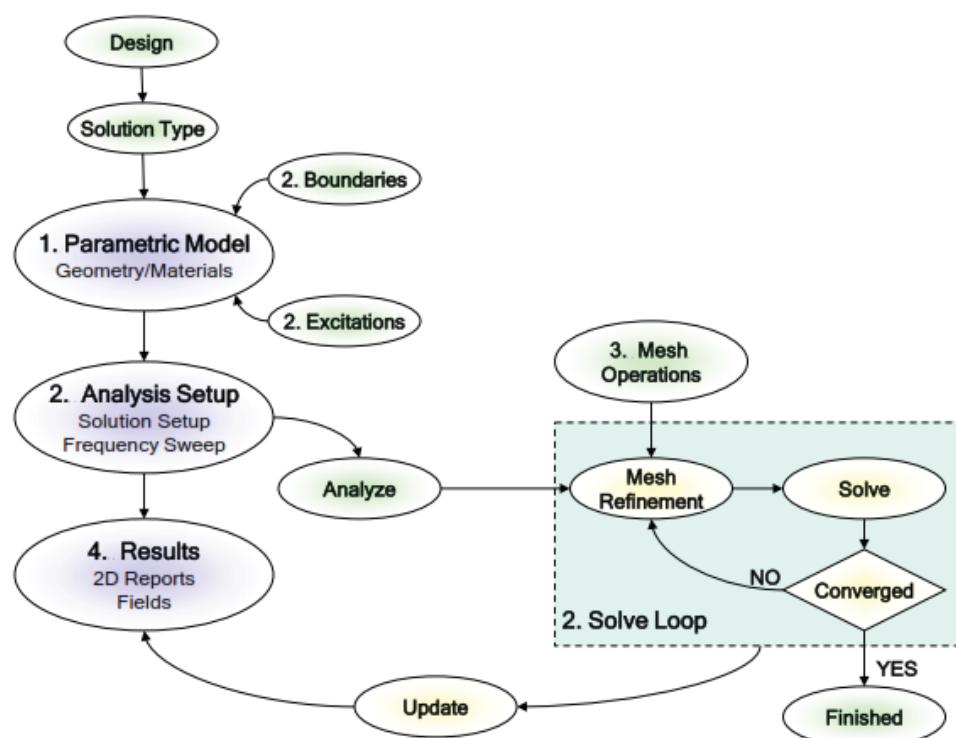 Design
Solution Type
2. Boundaries
1. Parametric Model
Geometry/Materials
2. Excitations
3. Mesh
Operations
2. Analysis Setup
Solution Setup
Frequency Sweep
Analyze
Mesh
Refinement
Solve
4. Results
2D Reports
Fields
NO
Converged
2. Solve Loop
YES
Update
Finished